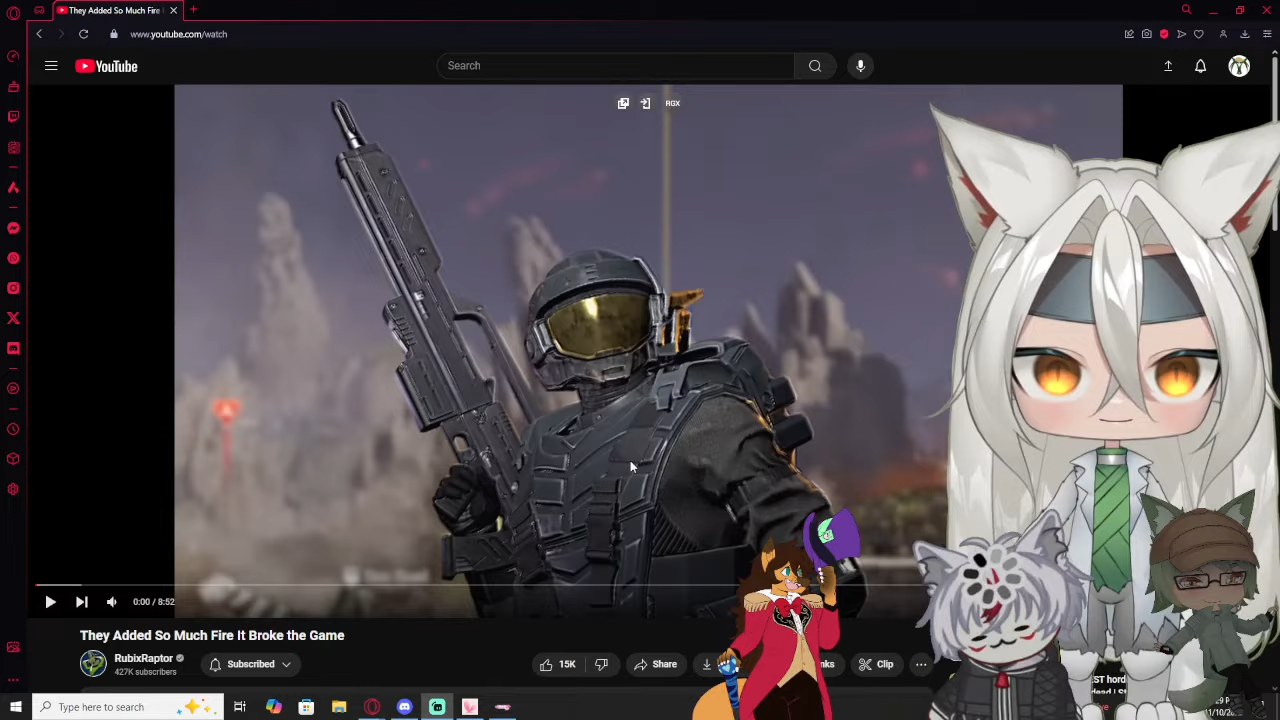 They Added So Much Fire I
www.youtube.com/watch
YouTube
Search
RGX
0:00 / 8:52
They Added So Much Fire It Broke the Game
RubixRaptor
427K subscribers
Subscribed
15K
Share
Clip
Type here to search